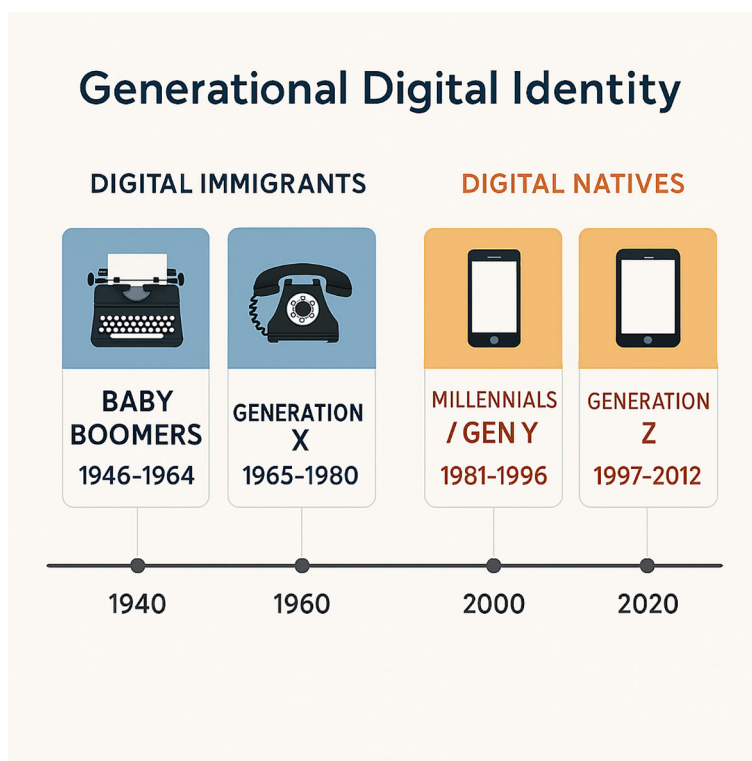 Generational Digital Identity
DIGITAL IMMIGRANTS
DIGITAL NATIVES
BABY
BOOMERS
1946–1964
GENERATION
X
1965–1980
MILLENNIALS
/ GEN Y
1981–1996
GENERATION
Z
1997–2012
1940
1960
2000
2020